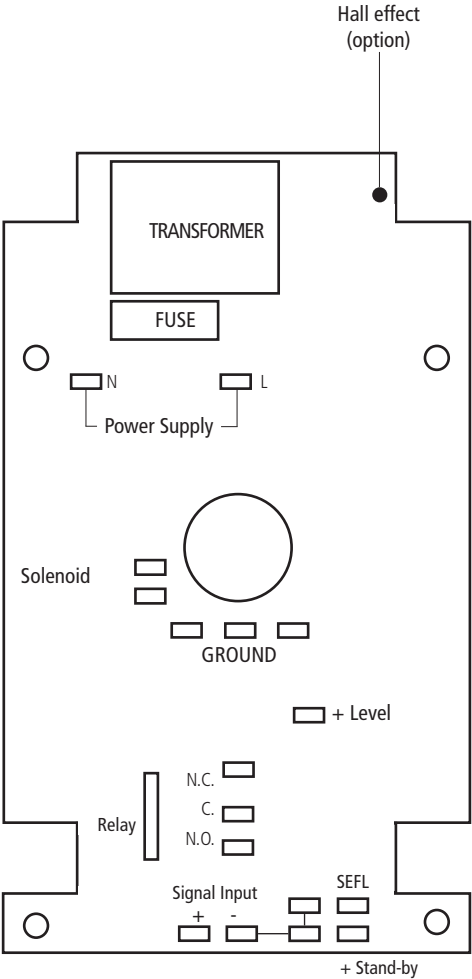 Hall effect
(option)
TRANSFORMER
FUSE
N
L
Power Supply
Solenoid
GROUND
+ Level
N.C.
C.
Relay
N.O.
SEFL
Signal Input
+ -
+ Stand-by